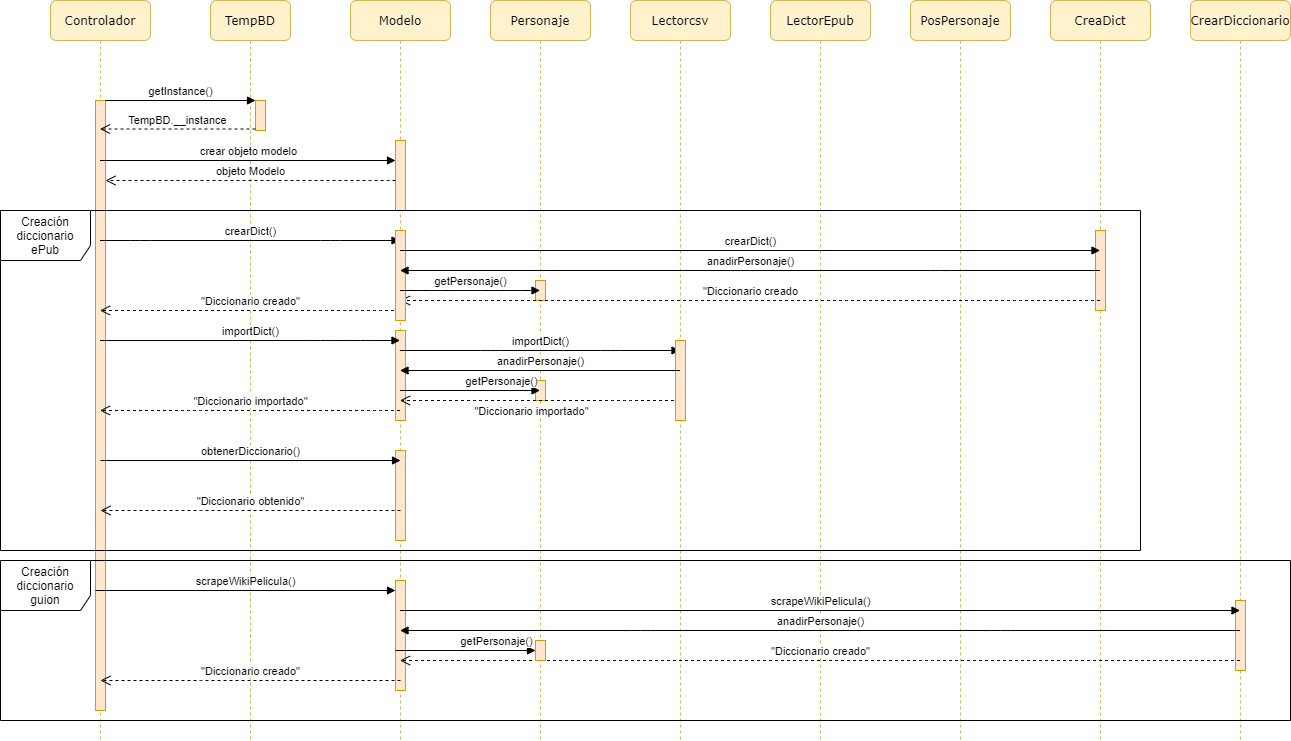 Controlador
TempBD
Modelo
Personaje
Lectorcsv
LectorEpub
PosPersonaje
CreaDict
CrearDiccionario
getInstance()
TempBD.__instance
crear objeto modelo
objeto Modelo
Creación
diccionario
ePub
crearDict()
crearDict()
anadirPersonaje()
getPersonaje()
"Diccionario creado
"Diccionario creado"
importDict()
importDict()
anadirPersonaje()
getPersonaje()
"Diccionario importado"
"Diccionario importado"
obtenerDiccionario()
"Diccionario obtenido"
Creación
diccionario
guion
scrapeWikiPelicula()
scrapeWikiPelicula()
anadirPersonaje()
getPersonaje()
"Diccionario creado"
"Diccionario creado"